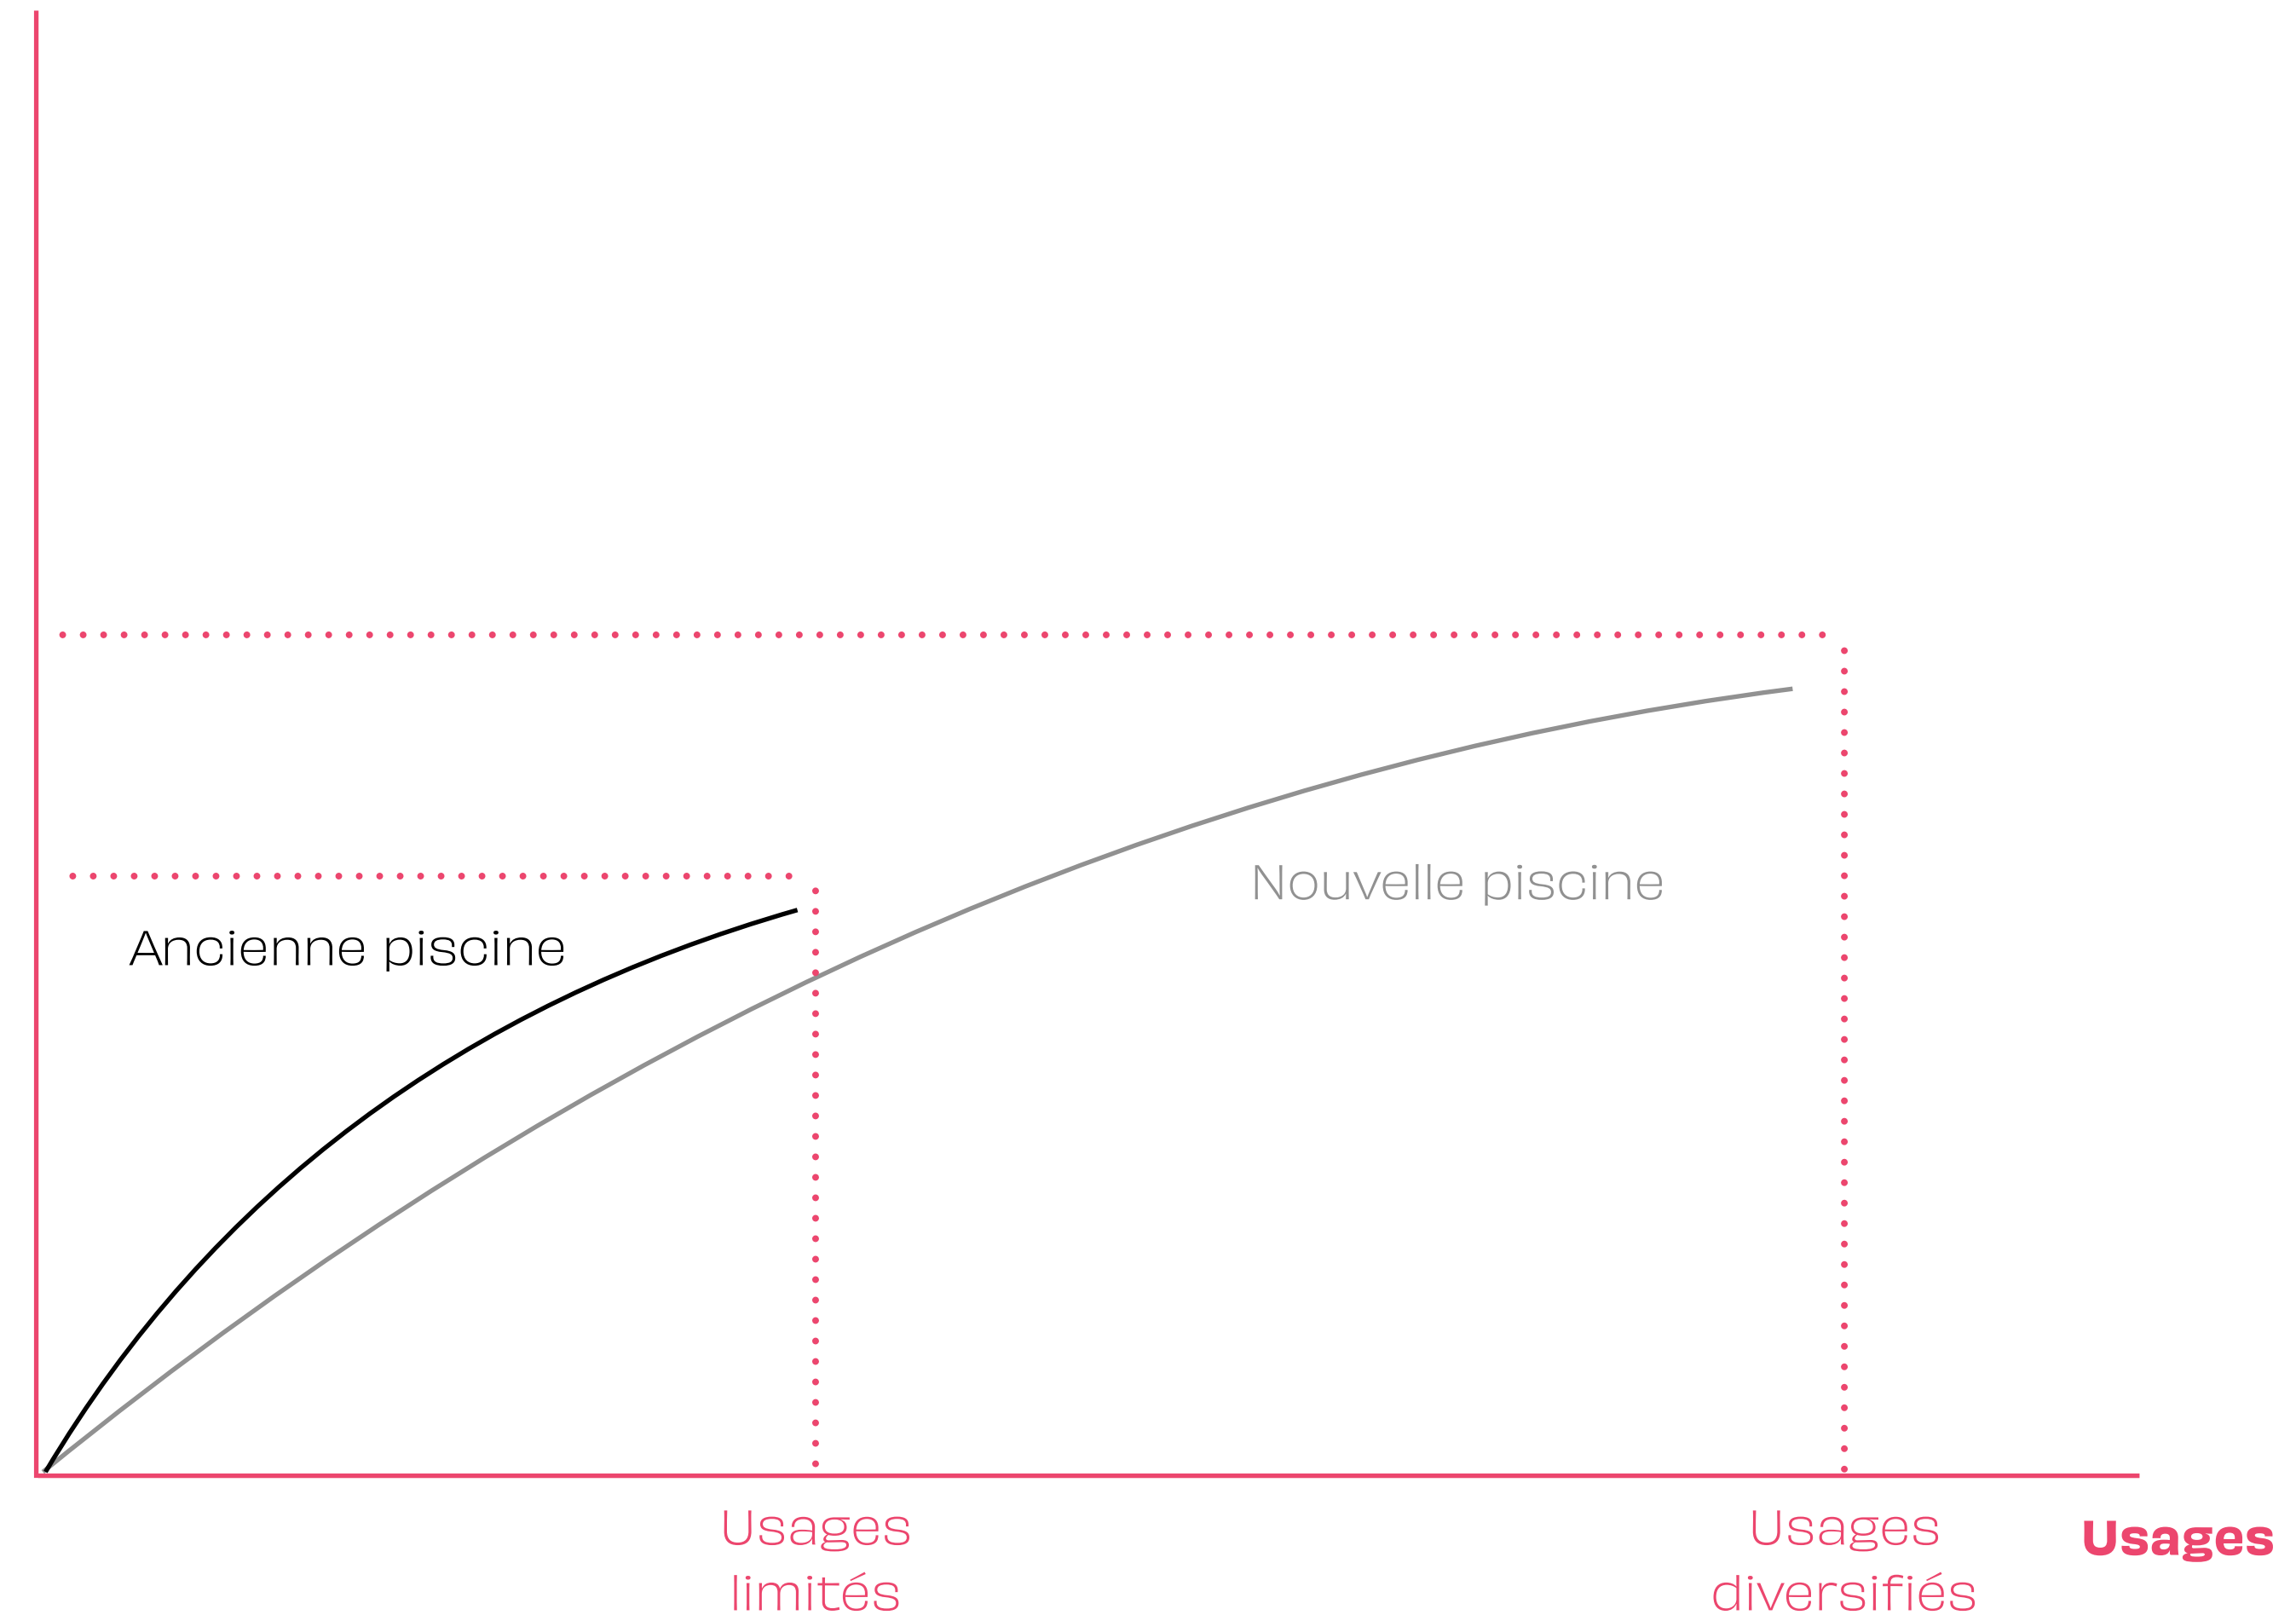 Nouvelle piscine
Ancienne piscine
Usages
limités
Usages
diversifiés
Usages